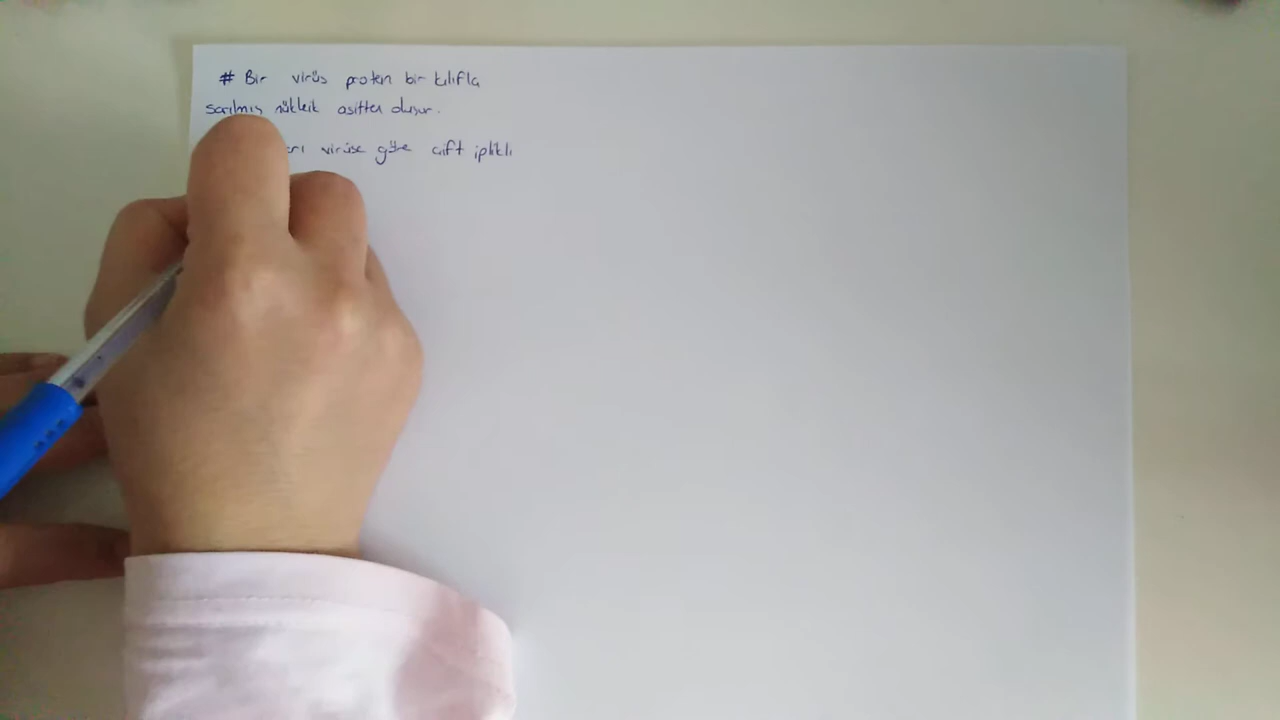 # Bir virüs protein bir kılıfla
sarılmış nükleik asitten oluşur.
virüse göre çift iplikli